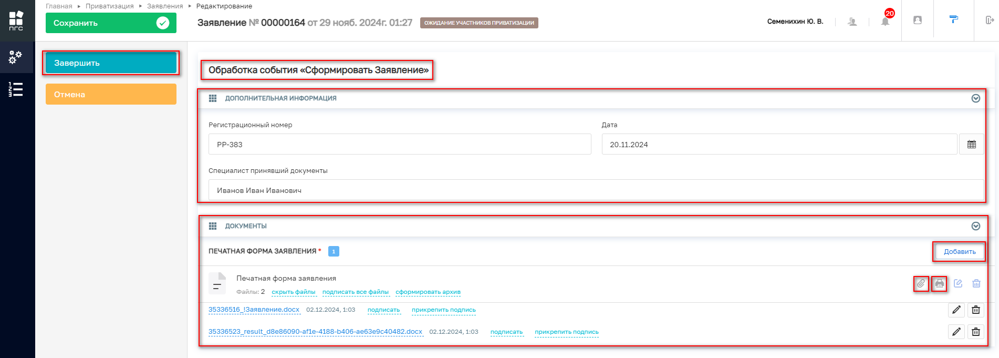 Главная ▸ Приватизация ▸ Заявления ▸ Редактирование
пгс
Сохранить
Заявление № 00000164 от 29 нояб. 2024г. 01:27
ОЖИДАНИЕ УЧАСТНИКОВ ПРИВАТИЗАЦИИ
Семенихин Ю. В.
20
Завершить
Отмена
Обработка события «Сформировать Заявление»
ДОПОЛНИТЕЛЬНАЯ ИНФОРМАЦИЯ
Регистрационный номер
Дата
РР-383
20.11.2024
Специалист принявший документы
Иванов Иван Иванович
ДОКУМЕНТЫ
ПЕЧАТНАЯ ФОРМА ЗАЯВЛЕНИЯ * 1
Добавить
Печатная форма заявления
Файлы: 2 скрыть файлы подписать все файлы сформировать архив
35336516_!Заявление.docx 02.12.2024, 1:03 подписать прикрепить подпись
35336523_result_d8e86090-af1e-4188-b406-ae63e9c40482.docx 02.12.2024, 1:03 подписать прикрепить подпись